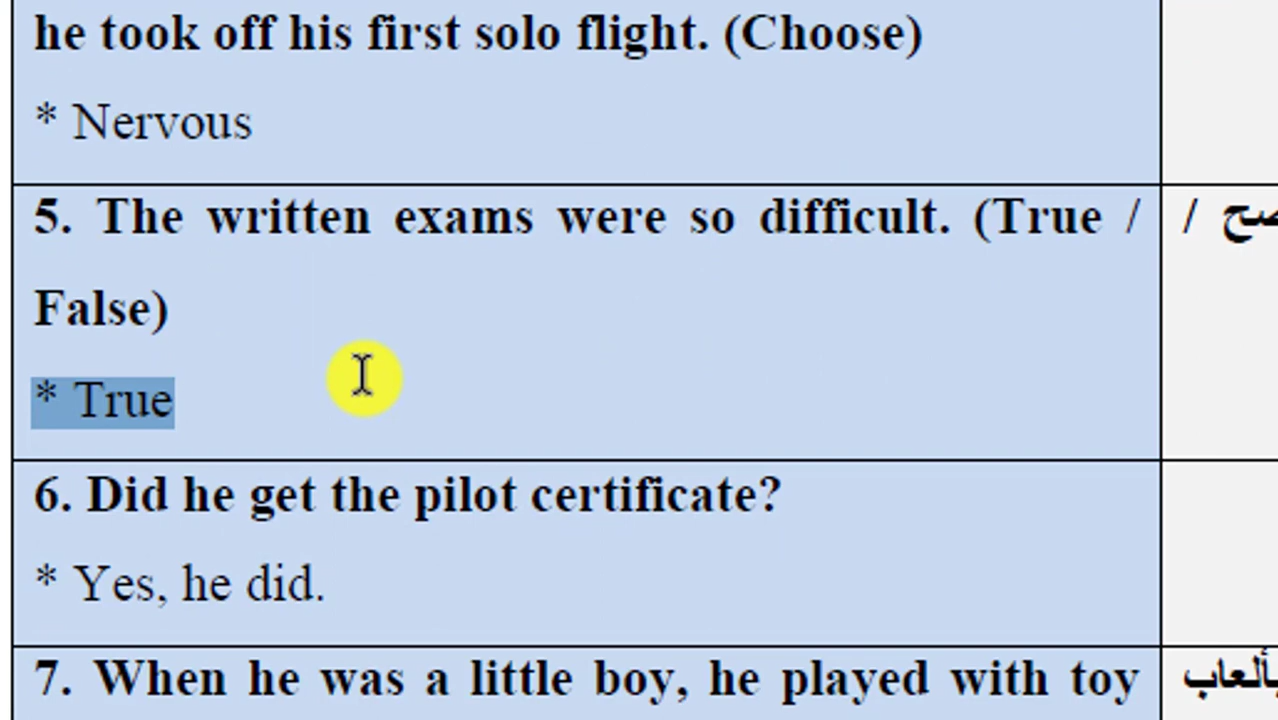 he took off his first solo flight. (Choose)
* Nervous
5. The written exams were so difficult. (True /
False)
* True
/ صح
6. Did he get the pilot certificate?
* Yes, he did.
7. When he was a little boy, he played with toy